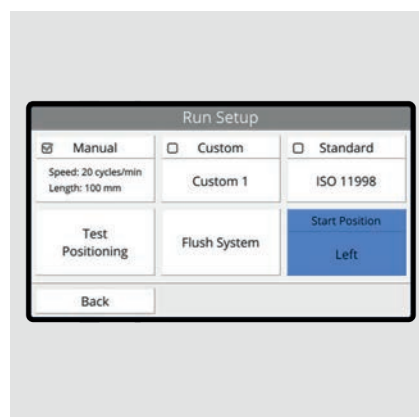 Run Setup
Manual
Custom
Standard
Speed: 20 cycles/min
Length: 100 mm
Custom 1
ISO 11998
Test
Positioning
Flush System
Start Position
Left
Back